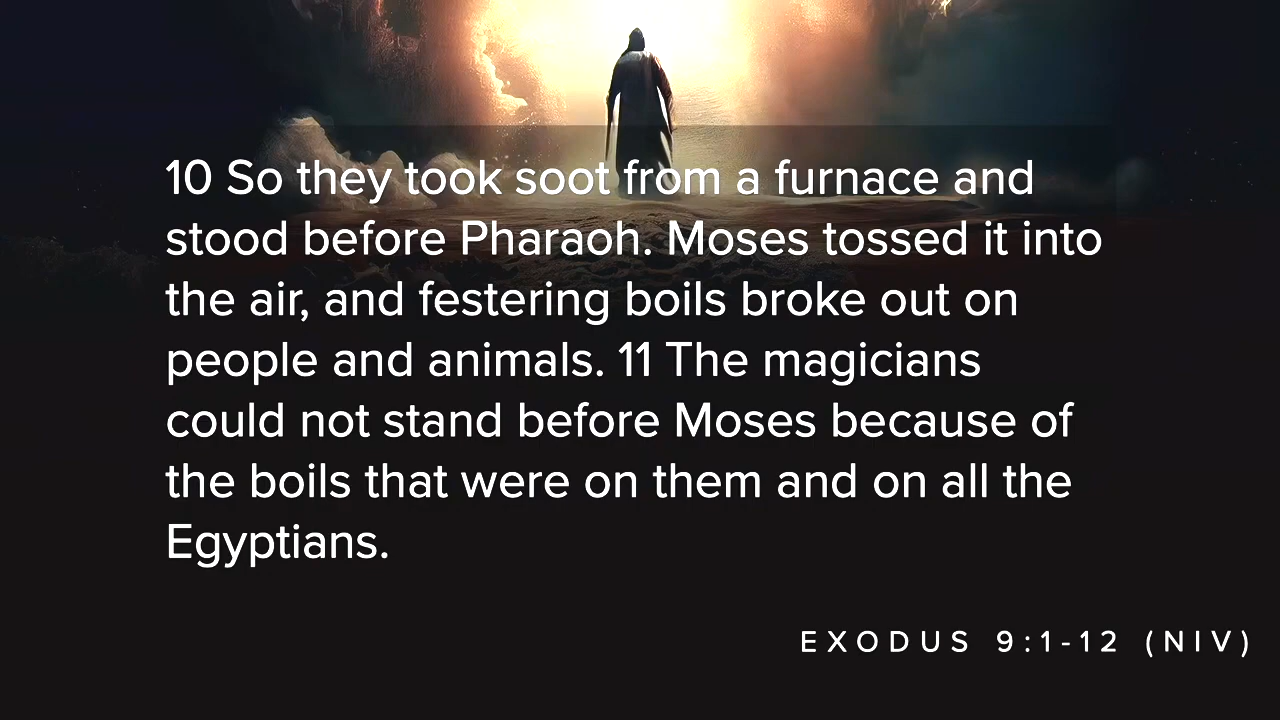 10 So they took soot from a furnace and
stood before Pharaoh. Moses tossed it into
the air, and festering boils broke out on
people and animals. 11 The magicians
could not stand before Moses because of
the boils that were on them and on all the
Egyptians.
EXODUS 9:1-12 (NIV)